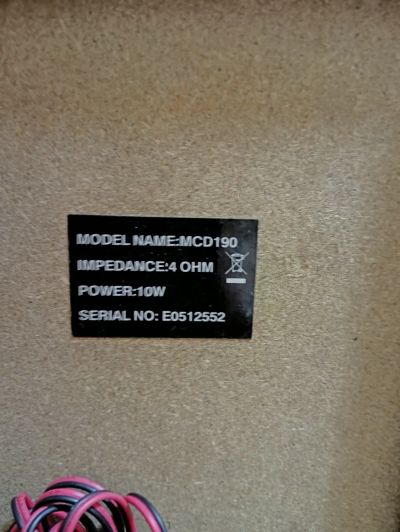 MODEL NAME:MCD190
IMPEDANCE:4 OHM
POWER:10W
SERIAL NO: E0512552